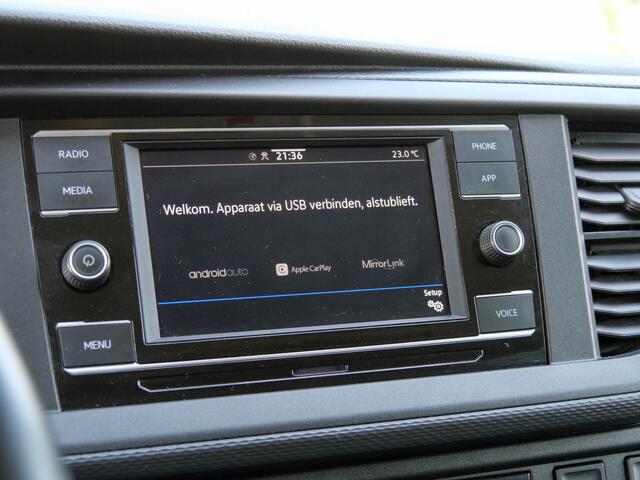 RADIO
MEDIA
MENU
21:36
23.0 °C
Welkom. Apparaat via USB verbinden, alstublieft.
androidauto
Apple CarPlay
MirrorLink
Setup
PHONE
APP
VOICE